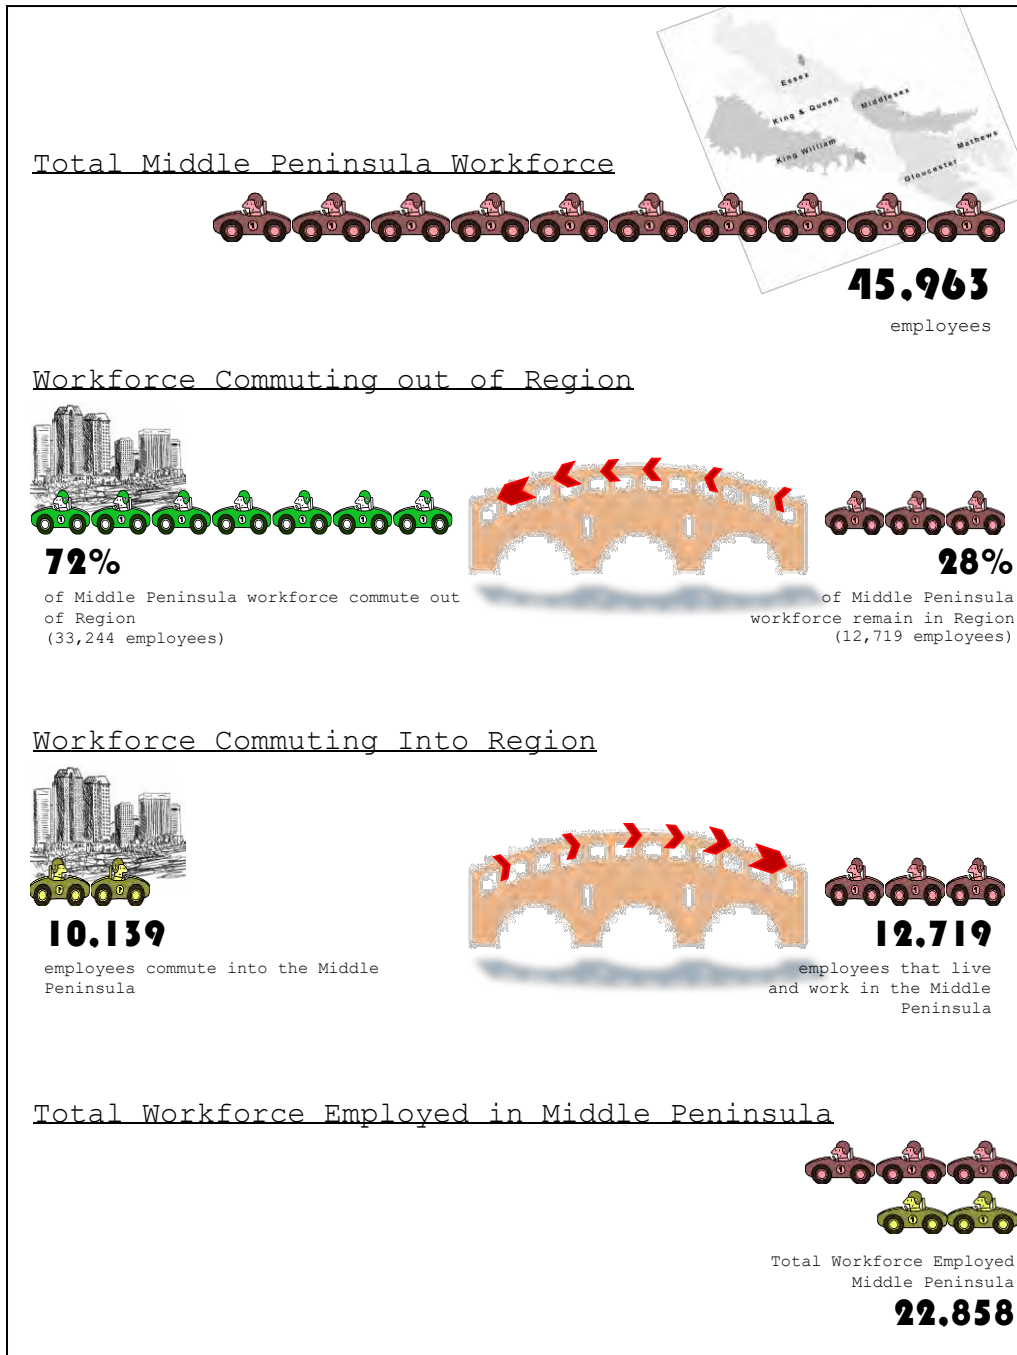 Essex
King & Queen
Middlesex
King William
Mathews
Gloucester
Total Middle Peninsula Workforce
45,963
employees
Workforce Commuting out of Region
72%
of Middle Peninsula workforce commute out
of Region
(33,244 employees)
28%
of Middle Peninsula
workforce remain in Region
(12,719 employees)
Workforce Commuting Into Region
10,139
employees commute into the Middle
Peninsula
12,719
employees that live
and work in the Middle
Peninsula
Total Workforce Employed in Middle Peninsula
Total Workforce Employed
Middle Peninsula
22,858